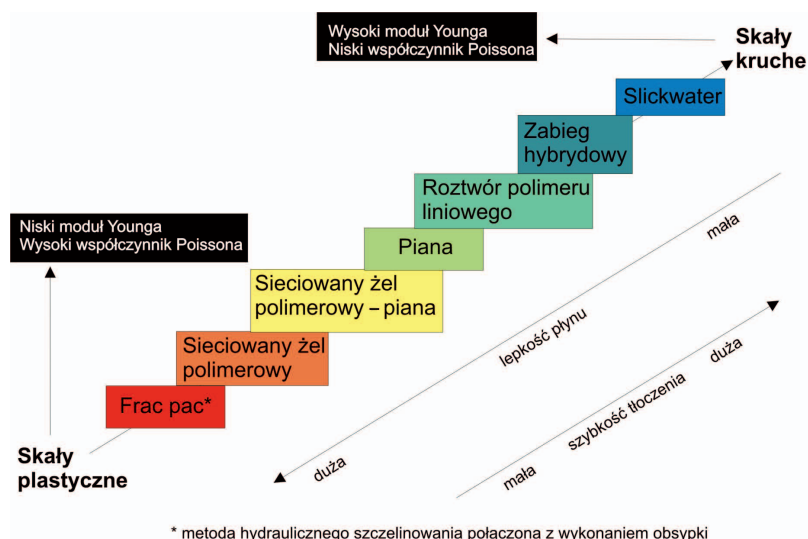 Wysoki moduł Younga
Niski współczynnik Poissona
Skały
kruche
Slickwater
Zabieg
hybrydowy
Roztwór polimeru
liniowego
mała
Niski moduł Younga
Wysoki współczynnik Poissona
Piana
Sieciowany żel
polimerowy – piana
lepkość płynu
duża
Sieciowany żel
polimerowy
szybkość tłoczenia
Frac pac*
Skały
plastyczne
duża
mała
* metoda hydraulicznego szczelinowania połączona z wykonaniem obsypki